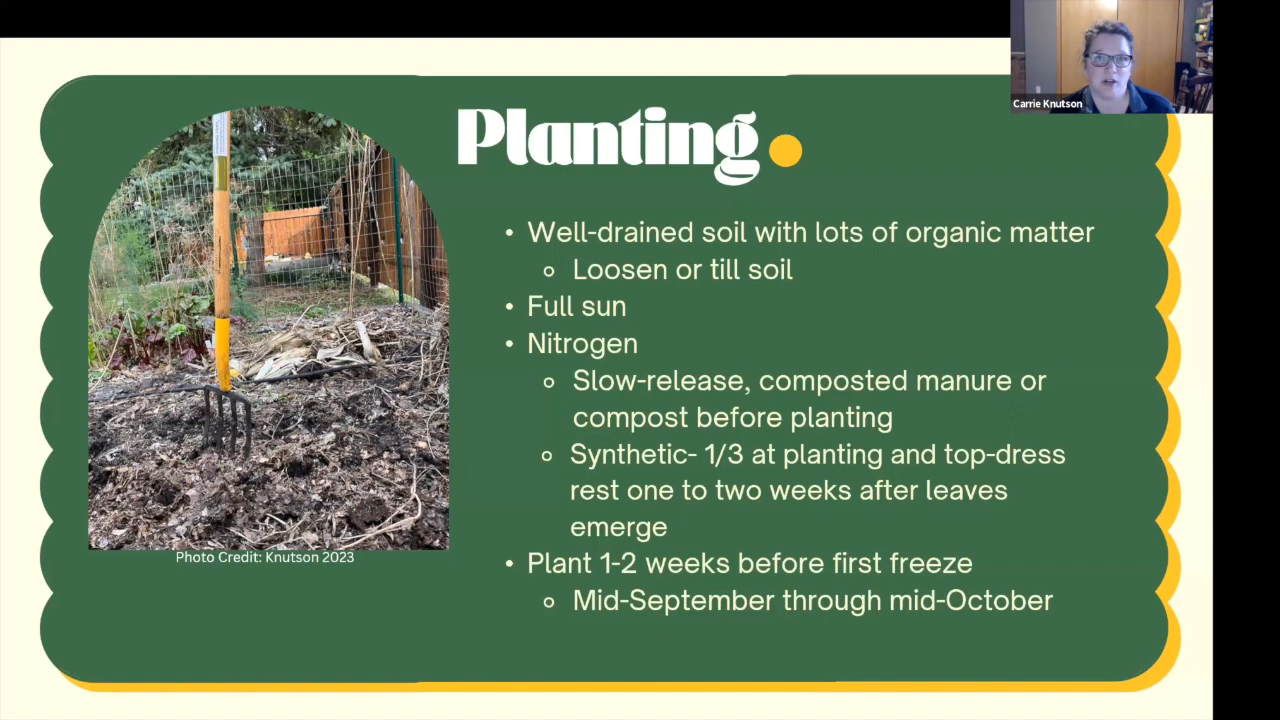 Carrie Knutson
Planting
• Well-drained soil with lots of organic matter
○ Loosen or till soil
• Full sun
• Nitrogen
○ Slow-release, composted manure or
compost before planting
○ Synthetic- 1/3 at planting and top-dress
rest one to two weeks after leaves
emerge
• Plant 1-2 weeks before first freeze
○ Mid-September through mid-October
Photo Credit: Knutson 2023